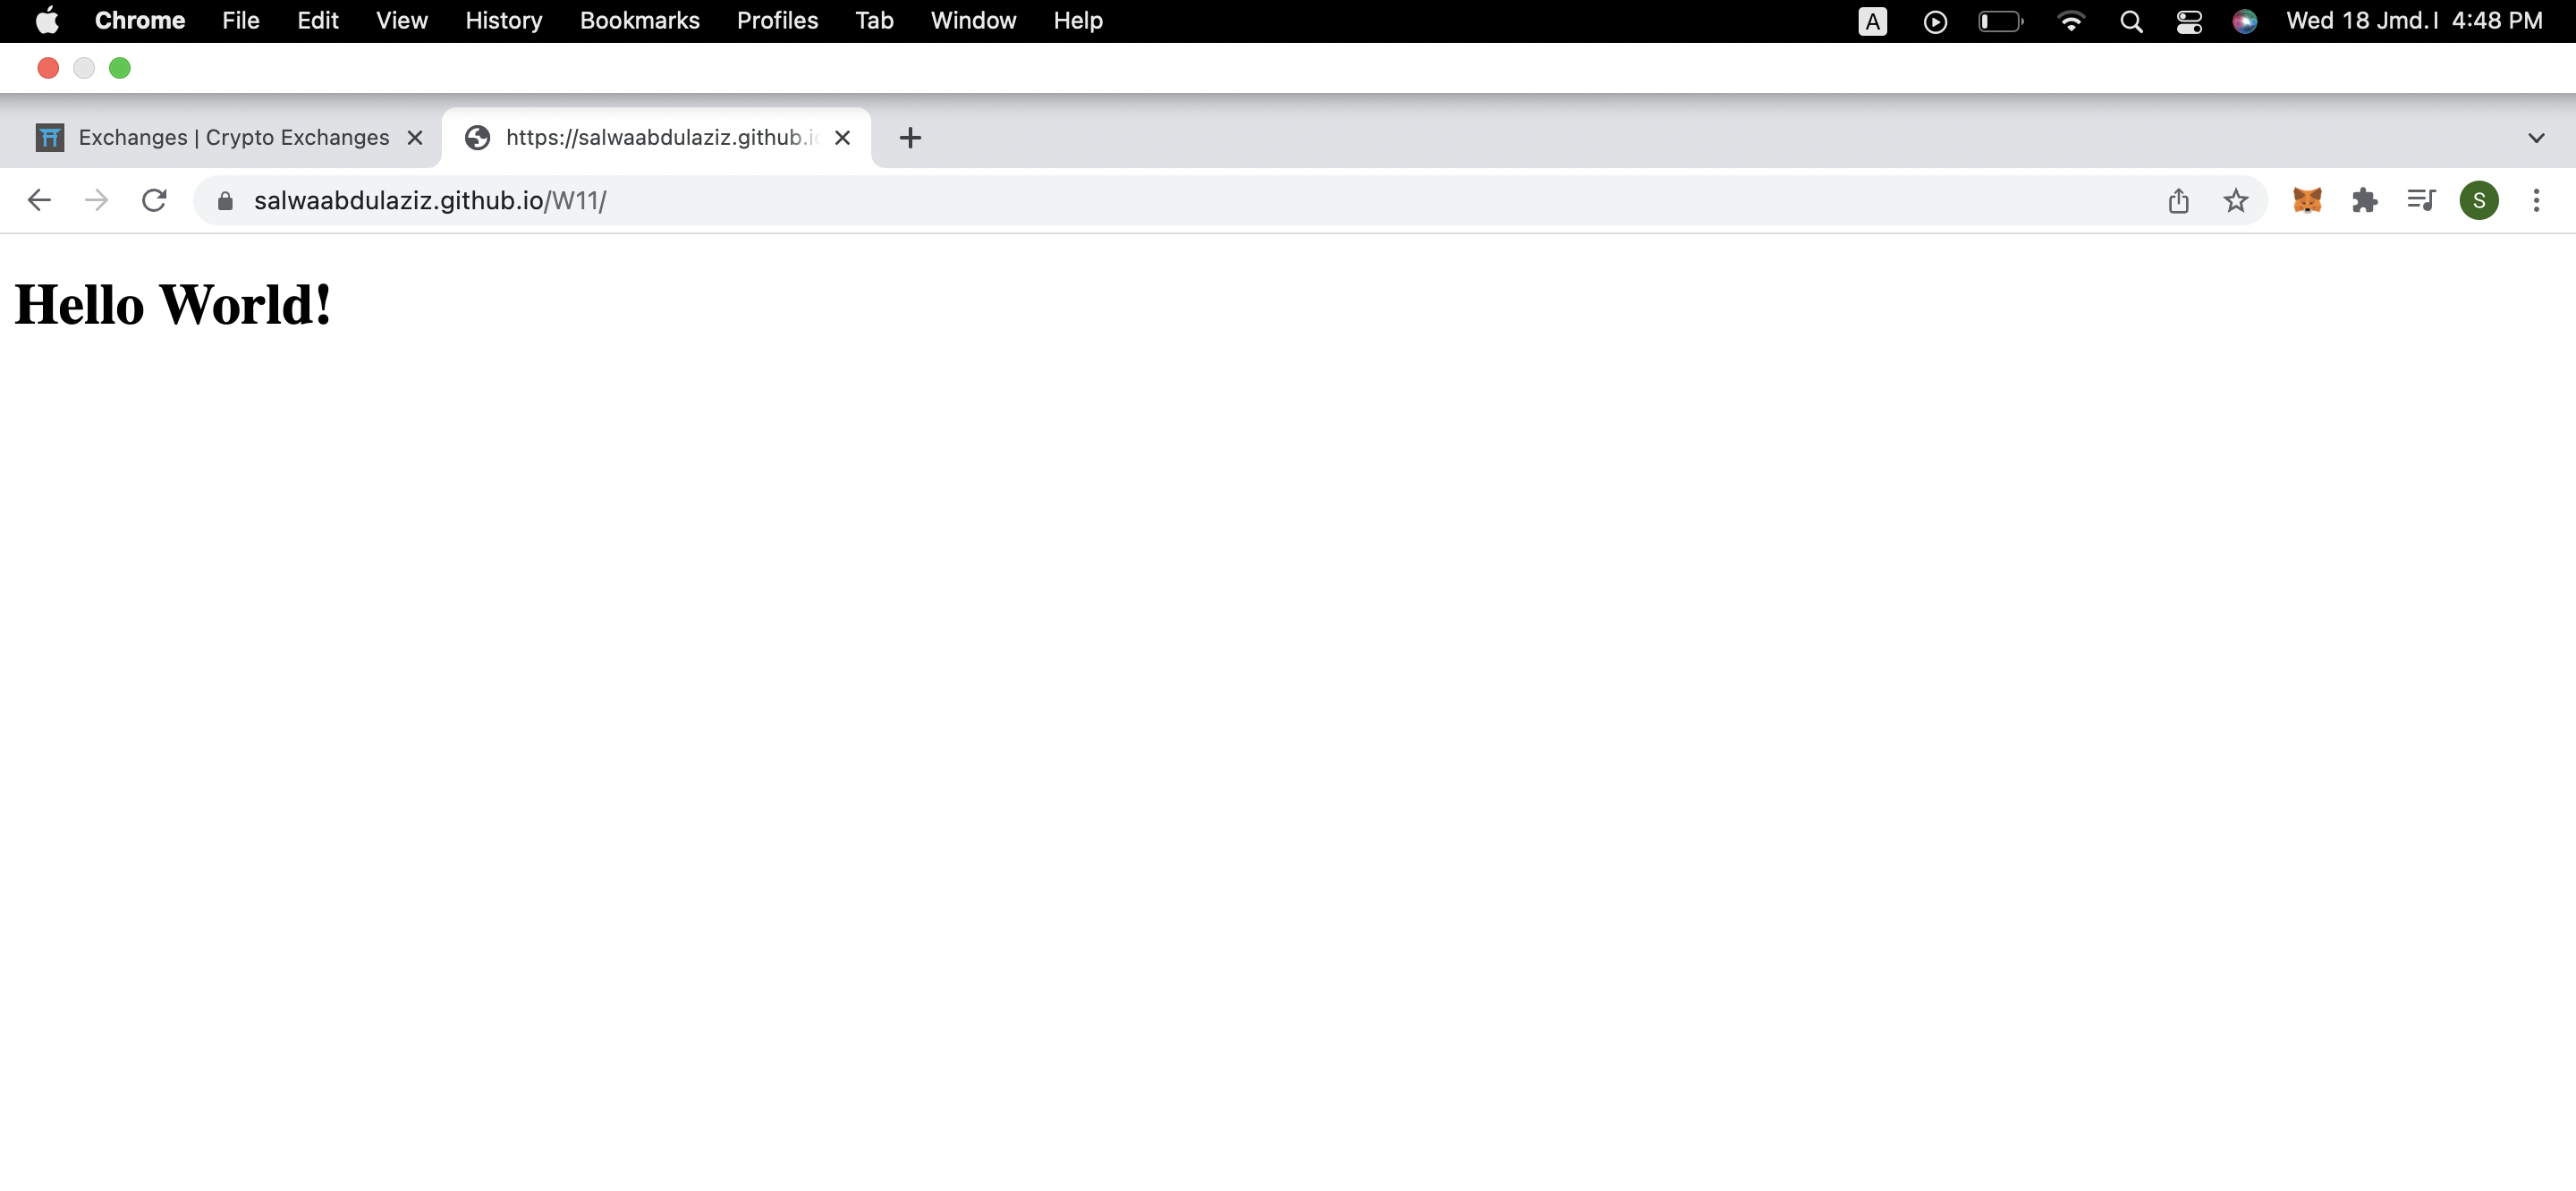 Chrome File Edit View History Bookmarks Profiles Tab Window Help A Wed 18 Jmd.I 4:48 PM
Exchanges | Crypto Exchanges https://salwaabdulaziz.github.io
salwaabdulaziz.github.io/W11/ S
Hello World!